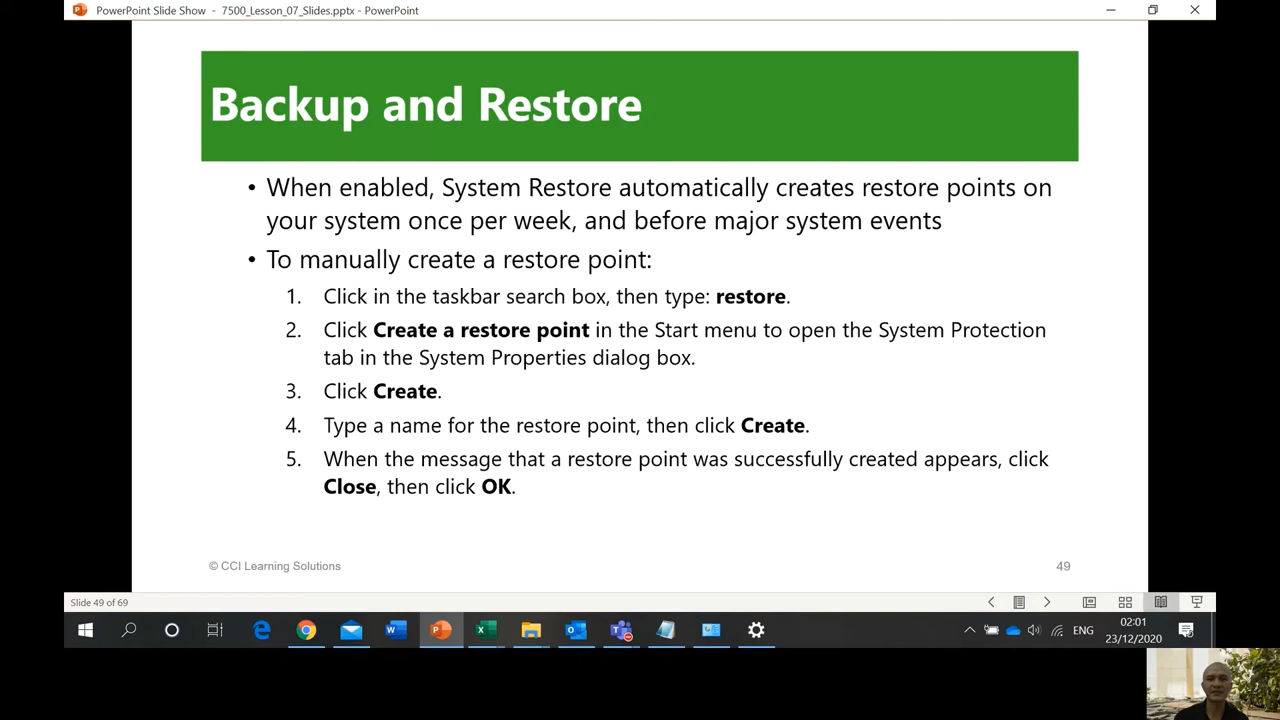 PowerPoint Slide Show - 7500_Lesson_07_Slides.pptx - PowerPoint
Backup and Restore
• When enabled, System Restore automatically creates restore points on
your system once per week, and before major system events
• To manually create a restore point:
1. Click in the taskbar search box, then type: restore.
2. Click Create a restore point in the Start menu to open the System Protection
tab in the System Properties dialog box.
3. Click Create.
4. Type a name for the restore point, then click Create.
5. When the message that a restore point was successfully created appears, click
Close, then click OK.
© CCI Learning Solutions 49
Slide 49 of 69
ENG 02:01
23/12/2020